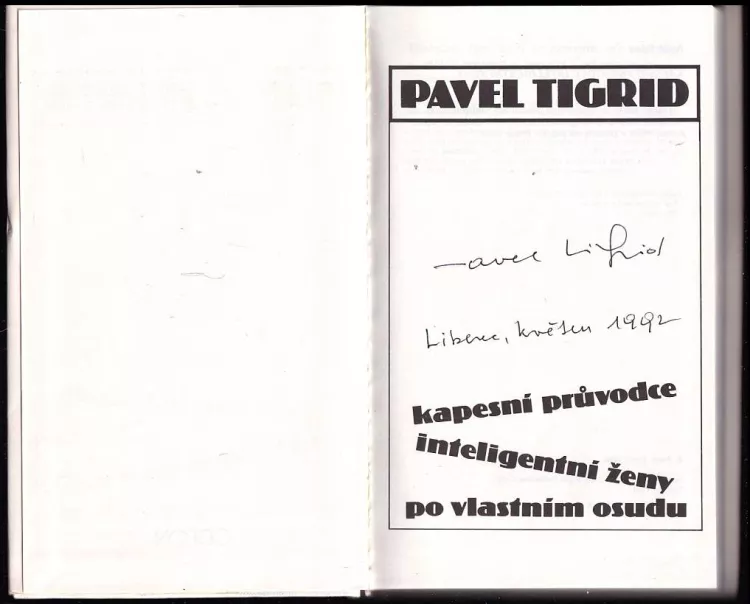 PAVEL TIGRID
Pavel Tigrid
Liberec, květen 1992
kapesní průvodce
inteligentní ženy
po vlastním osudu